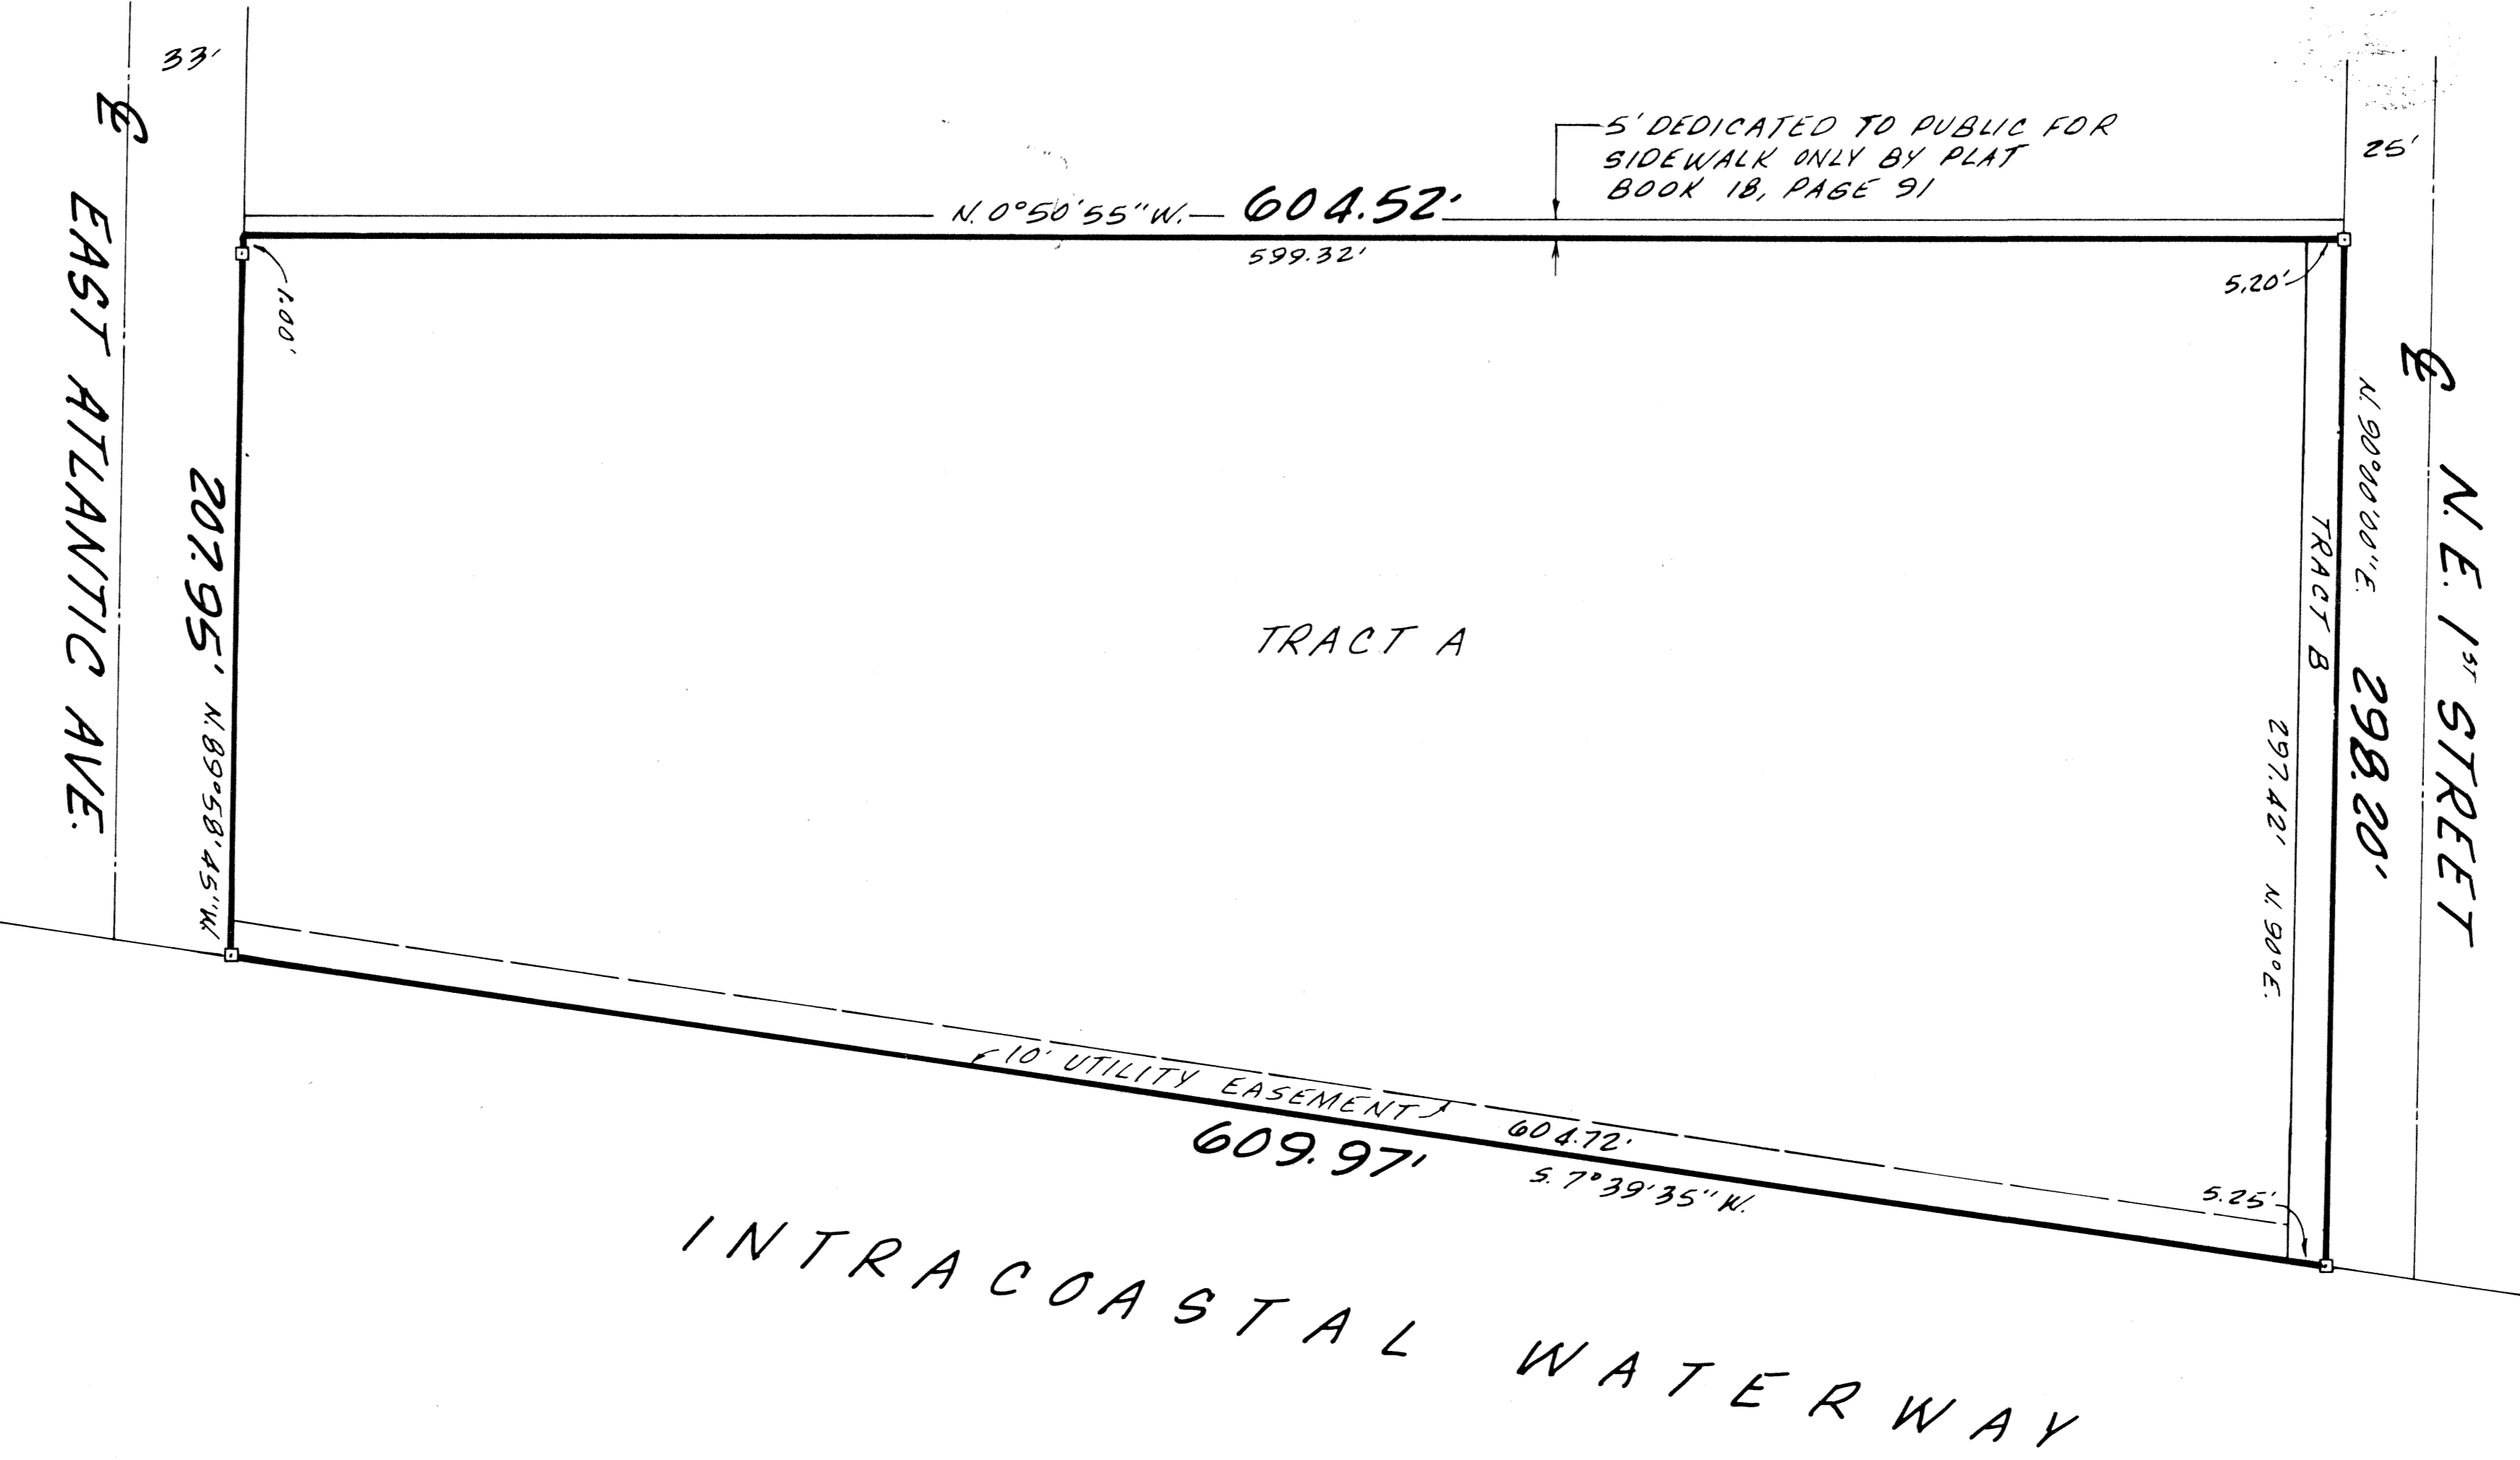 33'
℄
EAST ATLANTIC AVE.
5' DEDICATED TO PUBLIC FOR
SIDEWALK ONLY BY PLAT
BOOK 18, PAGE 91
25'
N. 0°50'55" W. 604.52'
599.32'
1.00'
5.20'
207.95' N. 89°58'45" W.
TRACT A
TRACT B
297.42' N. 90° E.
N. 90°00'00" E. 298.20'
℄
N. E. 1ST STREET
10' UTILITY EASEMENT
604.72'
609.97'
S. 7°39'35" W.
5.25'
INTRACOASTAL WATERWAY